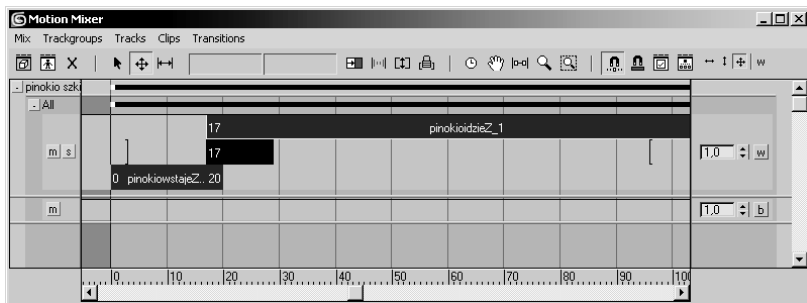 Motion Mixer
Mix Trackgroups Tracks Clips Transitions
w
- pinokio szki
- All
17 pinokioidzieZ_1
m s 17 1,0 w
0 pinokiowstajeZ.. 20
m 1,0 b
0 10 20 30 40 50 60 70 80 90 100